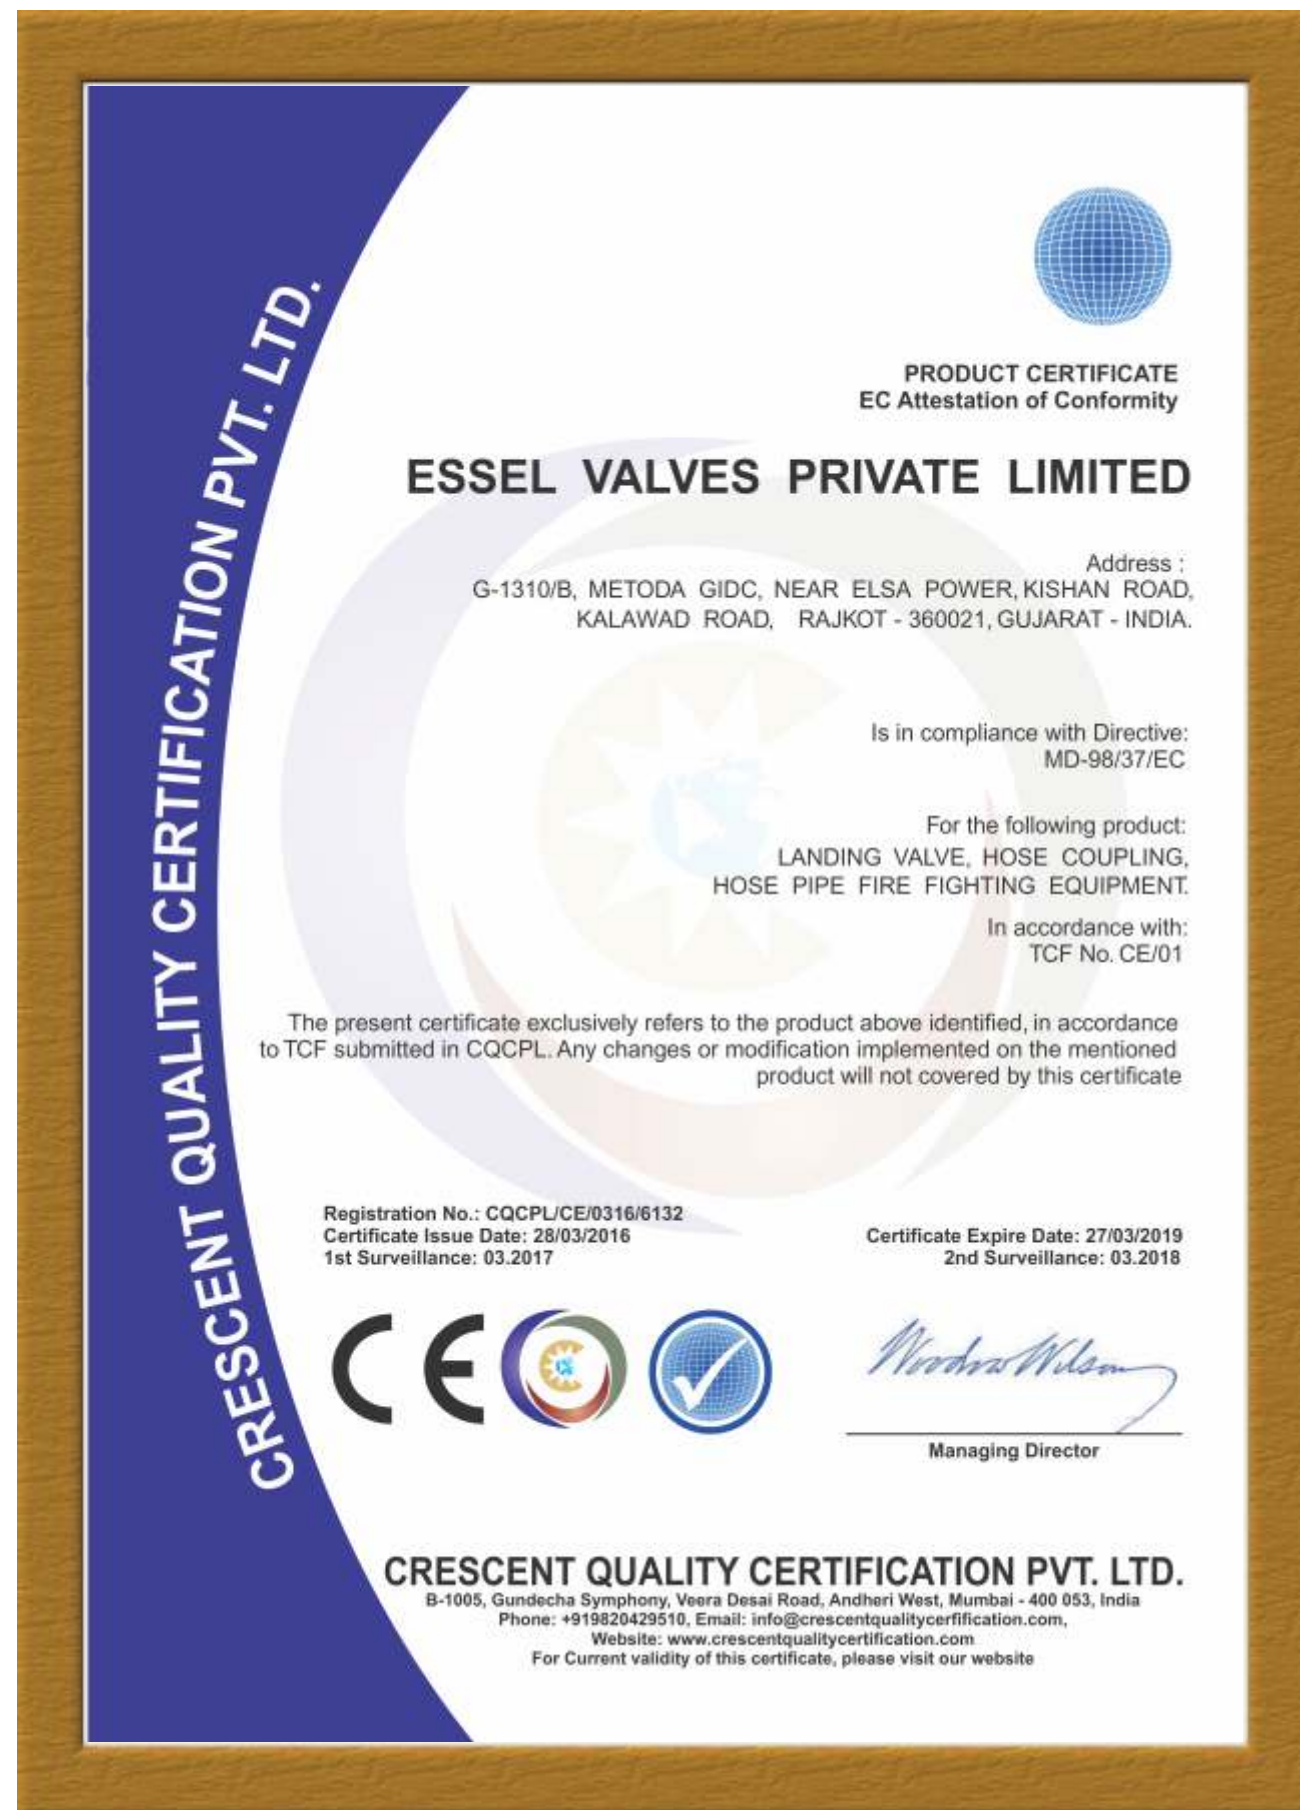 CRESCENT QUALITY CERTIFICATION PVT. LTD.
PRODUCT CERTIFICATE
EC Attestation of Conformity
ESSEL VALVES PRIVATE LIMITED
Address :
G-1310/B, METODA GIDC, NEAR ELSA POWER, KISHAN ROAD,
KALAWAD ROAD, RAJKOT - 360021, GUJARAT - INDIA.
Is in compliance with Directive:
MD-98/37/EC
For the following product:
LANDING VALVE, HOSE COUPLING,
HOSE PIPE FIRE FIGHTING EQUIPMENT.
In accordance with:
TCF No. CE/01
The present certificate exclusively refers to the product above identified, in accordance
to TCF submitted in CQCPL. Any changes or modification implemented on the mentioned
product will not covered by this certificate
Registration No.: CQCPL/CE/0316/6132
Certificate Issue Date: 28/03/2016
1st Surveillance: 03.2017
Certificate Expire Date: 27/03/2019
2nd Surveillance: 03.2018
CE
Woodrow Wilson
Managing Director
CRESCENT QUALITY CERTIFICATION PVT. LTD.
B-1005, Gundecha Symphony, Veera Desai Road, Andheri West, Mumbai - 400 053, India
Phone: +919820429510, Email: info@crescentqualitycerfification.com,
Website: www.crescentqualitycertification.com
For Current validity of this certificate, please visit our website